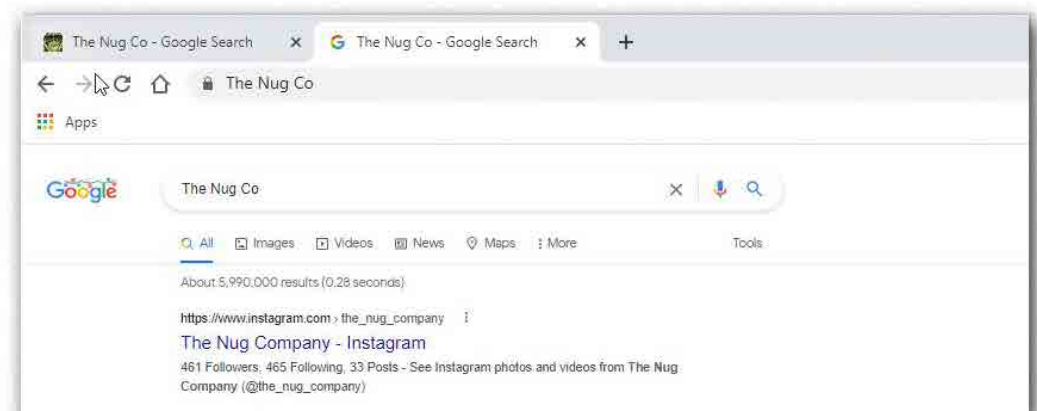 The Nug Co - Google Search The Nug Co - Google Search
The Nug Co
Apps
Google The Nug Co
All Images Videos News Maps More Tools
About 5,990,000 results (0.28 seconds)
https://www.instagram.com › the_nug_company
The Nug Company - Instagram
461 Followers, 465 Following, 33 Posts - See Instagram photos and videos from The Nug
Company (@the_nug_company)